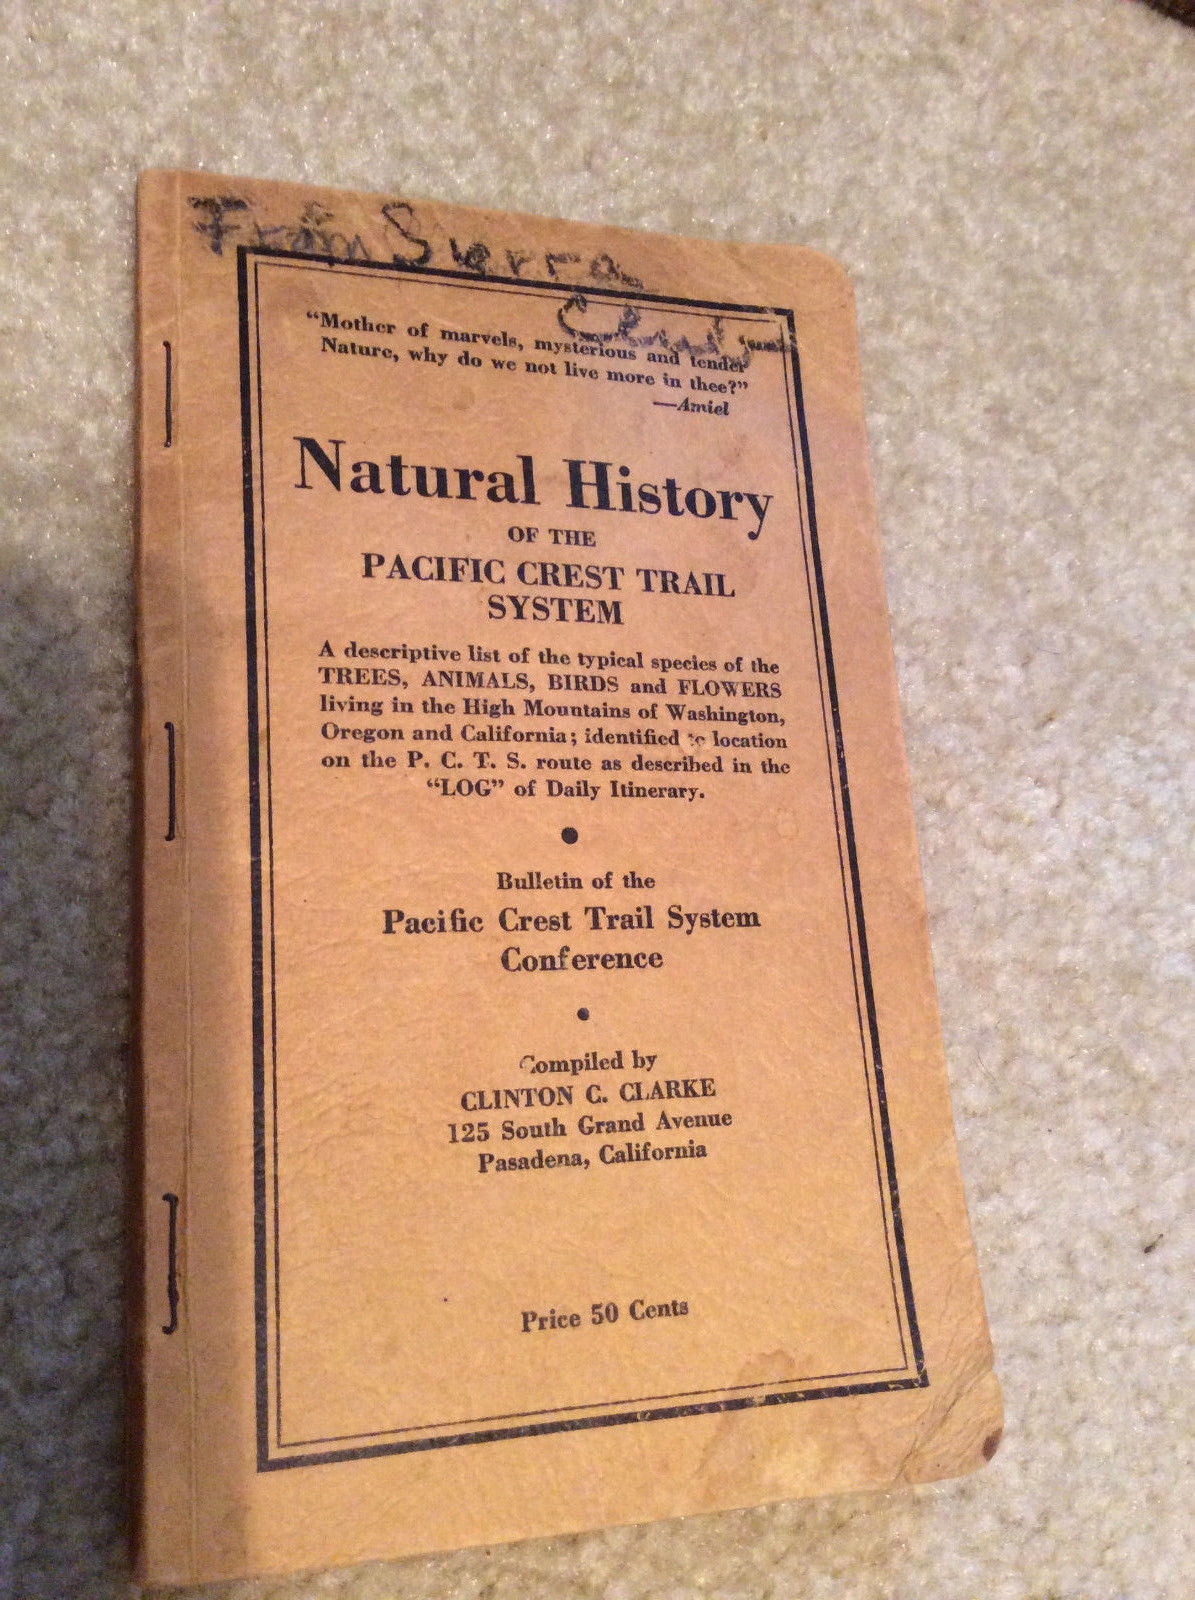 From Sierra
“Mother of marvels, mysterious and tender
Nature, why do we not live more in thee?”
—Amiel
Natural History
OF THE
PACIFIC CREST TRAIL
SYSTEM
A descriptive list of the typical species of the
TREES, ANIMALS, BIRDS and FLOWERS
living in the High Mountains of Washington,
Oregon and California; identified to location
on the P. C. T. S. route as described in the
“LOG” of Daily Itinerary.
Bulletin of the
Pacific Crest Trail System
Conference
Compiled by
CLINTON C. CLARKE
125 South Grand Avenue
Pasadena, California
Price 50 Cents